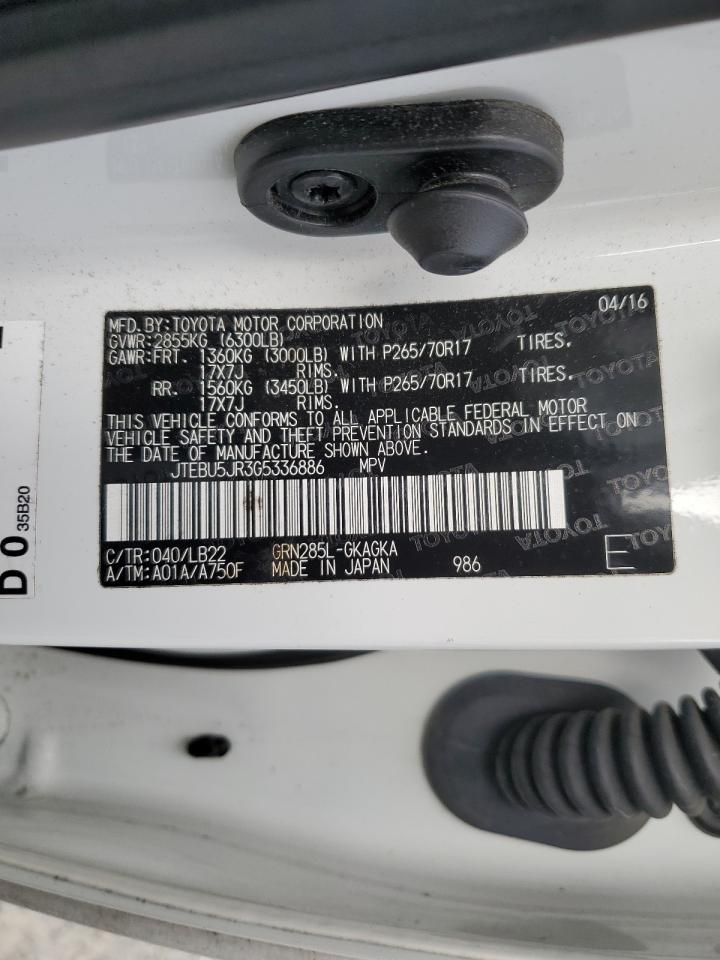 04/16
MFD. BY:TOYOTA MOTOR CORPORATION
GVWR:2855KG (6300LB)
GAWR:FRT. 1360KG (3000LB) WITH P265/70R17 TIRES.
17X7J RIMS.
RR. 1560KG (3450LB) WITH P265/70R17 TIRES.
17X7J RIMS.
THIS VEHICLE CONFORMS TO ALL APPLICABLE FEDERAL MOTOR
VEHICLE SAFETY AND THEFT PREVENTION STANDARDS IN EFFECT ON
THE DATE OF MANUFACTURE SHOWN ABOVE.
JTEBU5JR3G5336886 MPV
C/TR:040/LB22 GRN285L-GKAGKA
A/TM:A01A/A750F MADE IN JAPAN 986 E
D 0 35B20